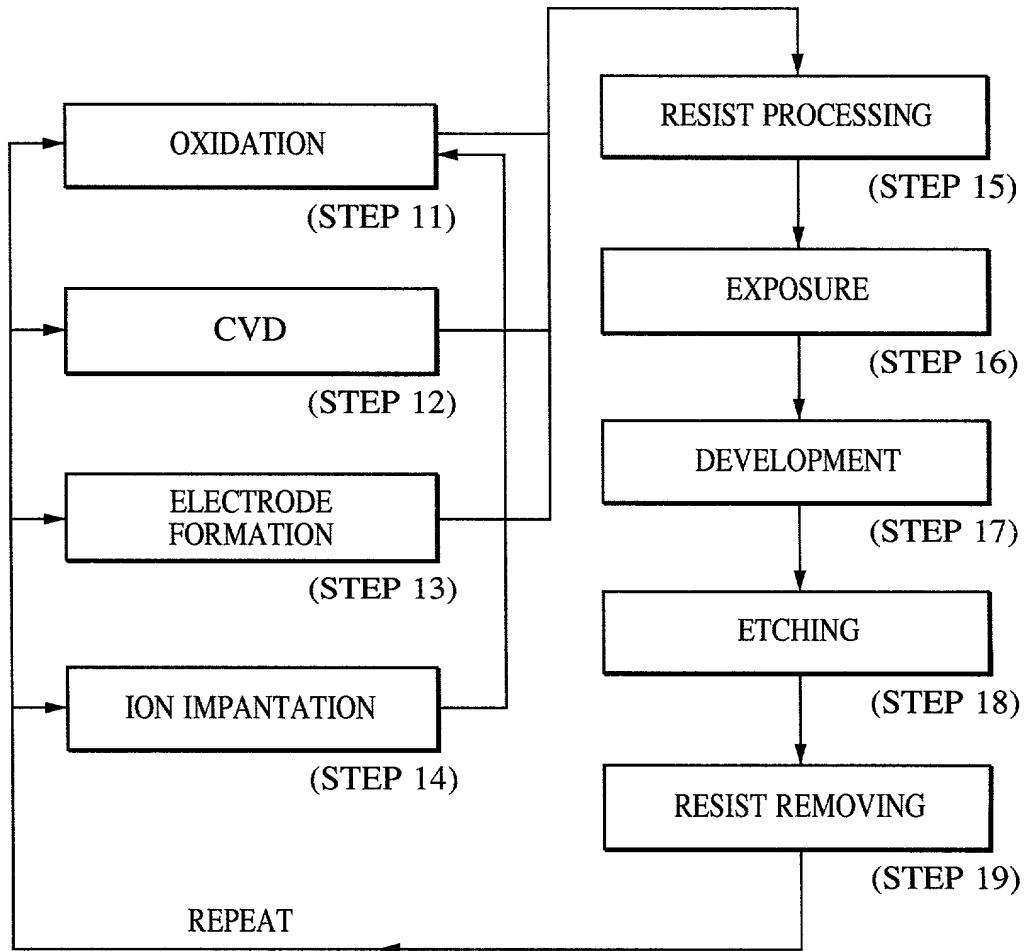 OXIDATION
(STEP 11)
CVD
(STEP 12)
ELECTRODE
FORMATION
(STEP 13)
ION IMPANTATION
(STEP 14)
RESIST PROCESSING
(STEP 15)
EXPOSURE
(STEP 16)
DEVELOPMENT
(STEP 17)
ETCHING
(STEP 18)
RESIST REMOVING
(STEP 19)
REPEAT